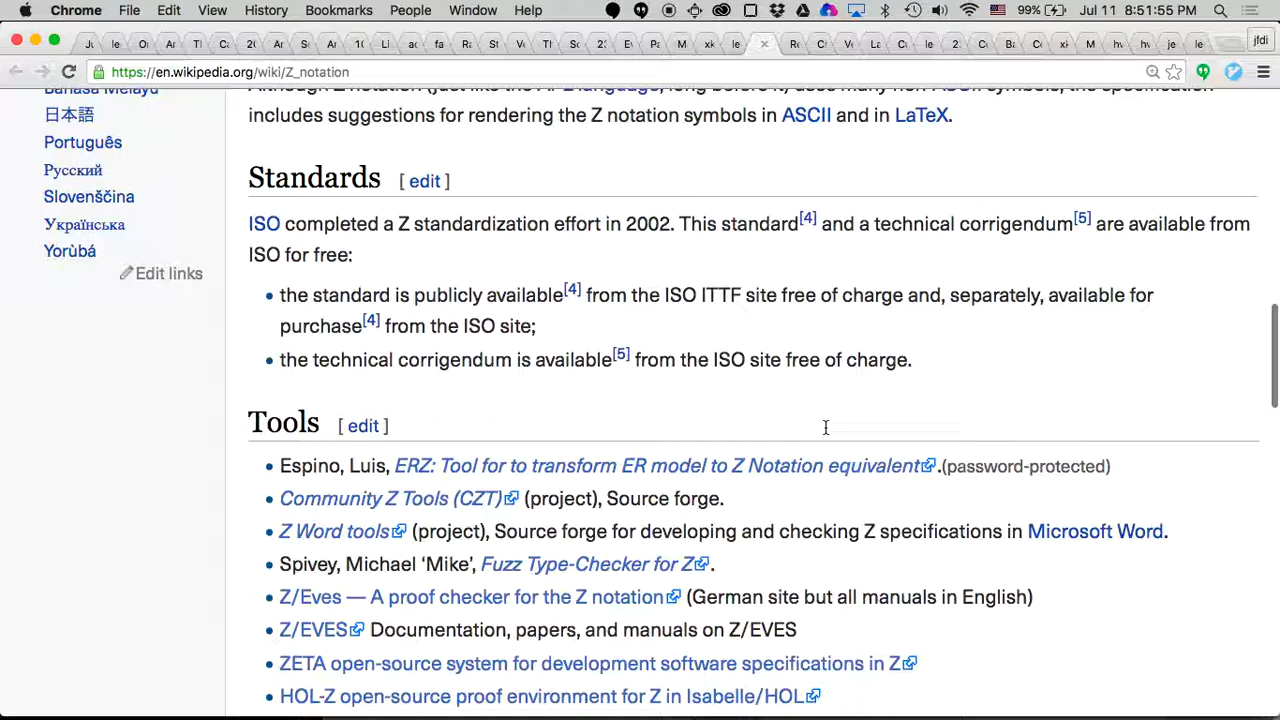 Chrome File Edit View History Bookmarks People Window Help 99% Jul 11 8:51:55 PM
jfdi
https://en.wikipedia.org/wiki/Z_notation
Bahasa Melayu
日本語
Português
Русский
Slovenščina
Українська
Yorùbá
Edit links
includes suggestions for rendering the Z notation symbols in ASCII and in LaTeX.
Standards [ edit ]
ISO completed a Z standardization effort in 2002. This standard[4] and a technical corrigendum[5] are available from
ISO for free:
• the standard is publicly available[4] from the ISO ITTF site free of charge and, separately, available for
purchase[4] from the ISO site;
• the technical corrigendum is available[5] from the ISO site free of charge.
Tools [ edit ]
• Espino, Luis, ERZ: Tool for to transform ER model to Z Notation equivalent.(password-protected)
• Community Z Tools (CZT) (project), Source forge.
• Z Word tools (project), Source forge for developing and checking Z specifications in Microsoft Word.
• Spivey, Michael ‘Mike’, Fuzz Type-Checker for Z.
• Z/Eves — A proof checker for the Z notation (German site but all manuals in English)
• Z/EVES Documentation, papers, and manuals on Z/EVES
• ZETA open-source system for development software specifications in Z
• HOL-Z open-source proof environment for Z in Isabelle/HOL